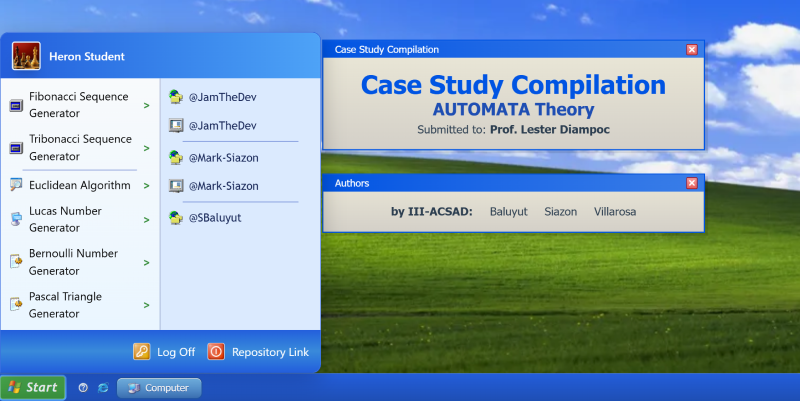 Heron Student
Fibonacci Sequence
Generator >
Tribonacci Sequence
Generator >
Euclidean Algorithm >
Lucas Number
Generator >
Bernoulli Number
Generator >
Pascal Triangle
Generator >
@JamTheDev
@JamTheDev
@Mark-Siazon
@Mark-Siazon
@SBaluyut
Log Off Repository Link
Case Study Compilation
Case Study Compilation
AUTOMATA Theory
Submitted to: Prof. Lester Diampoc
Authors
by III-ACSAD: Baluyut Siazon Villarosa
Start Computer